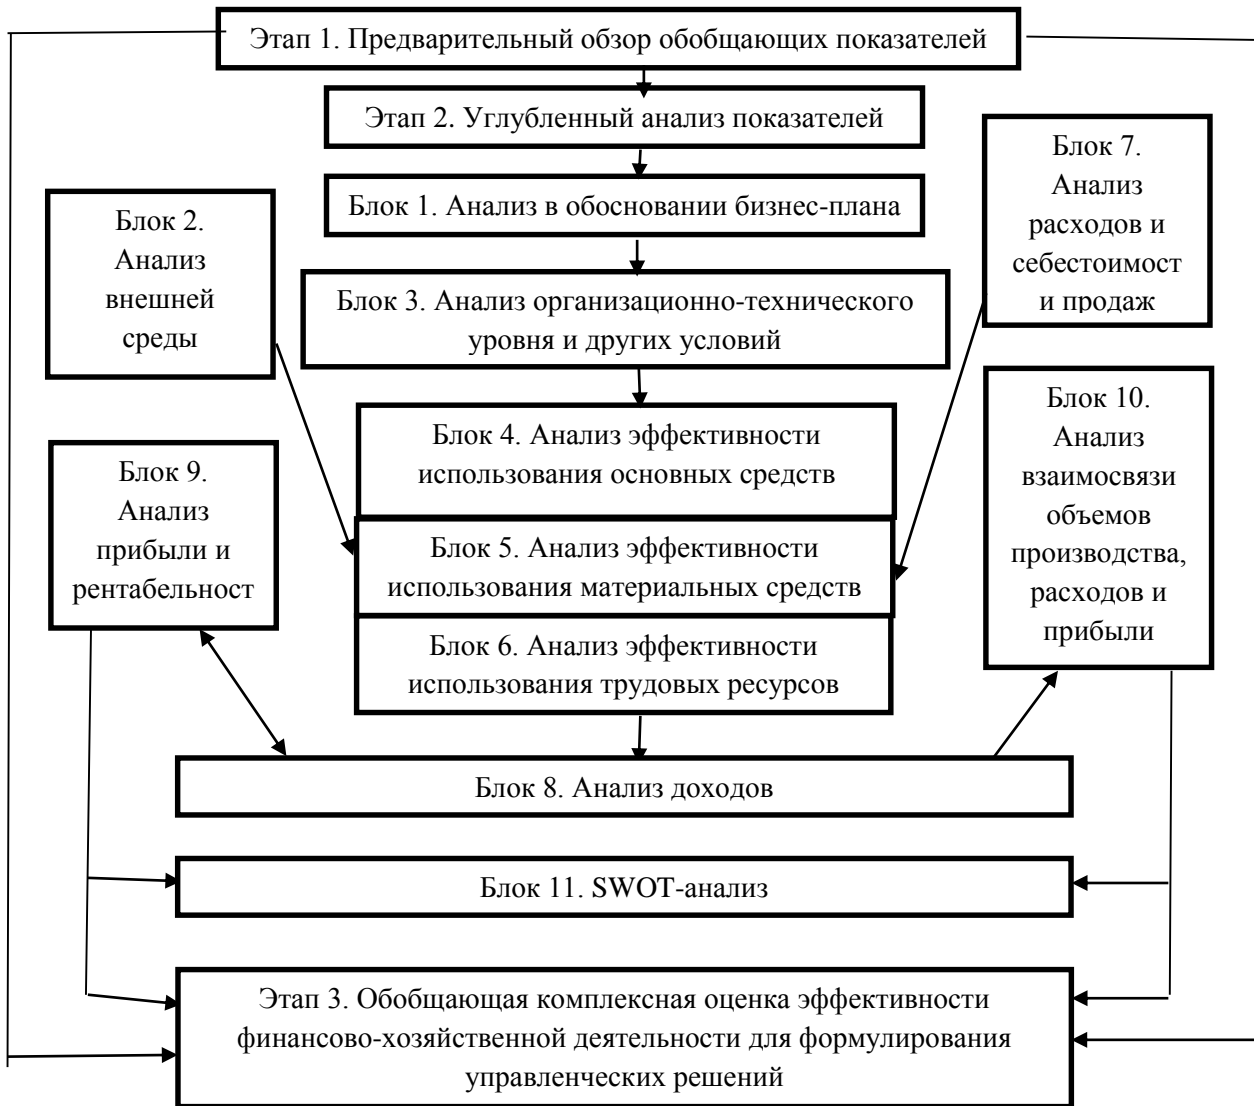 Этап 1. Предварительный обзор обобщающих показателей
Этап 2. Углубленный анализ показателей
Блок 7.
Анализ
расходов и
себестоимост
и продаж
Блок 1. Анализ в обосновании бизнес-плана
Блок 2.
Анализ
внешней
среды
Блок 3. Анализ организационно-технического
уровня и других условий
Блок 10.
Анализ
взаимосвязи
объемов
производства,
расходов и
прибыли
Блок 4. Анализ эффективности
использования основных средств
Блок 9.
Анализ
прибыли и
рентабельност
Блок 5. Анализ эффективности
использования материальных средств
Блок 6. Анализ эффективности
использования трудовых ресурсов
Блок 8. Анализ доходов
Блок 11. SWOT-анализ
Этап 3. Обобщающая комплексная оценка эффективности
финансово-хозяйственной деятельности для формулирования
управленческих решений